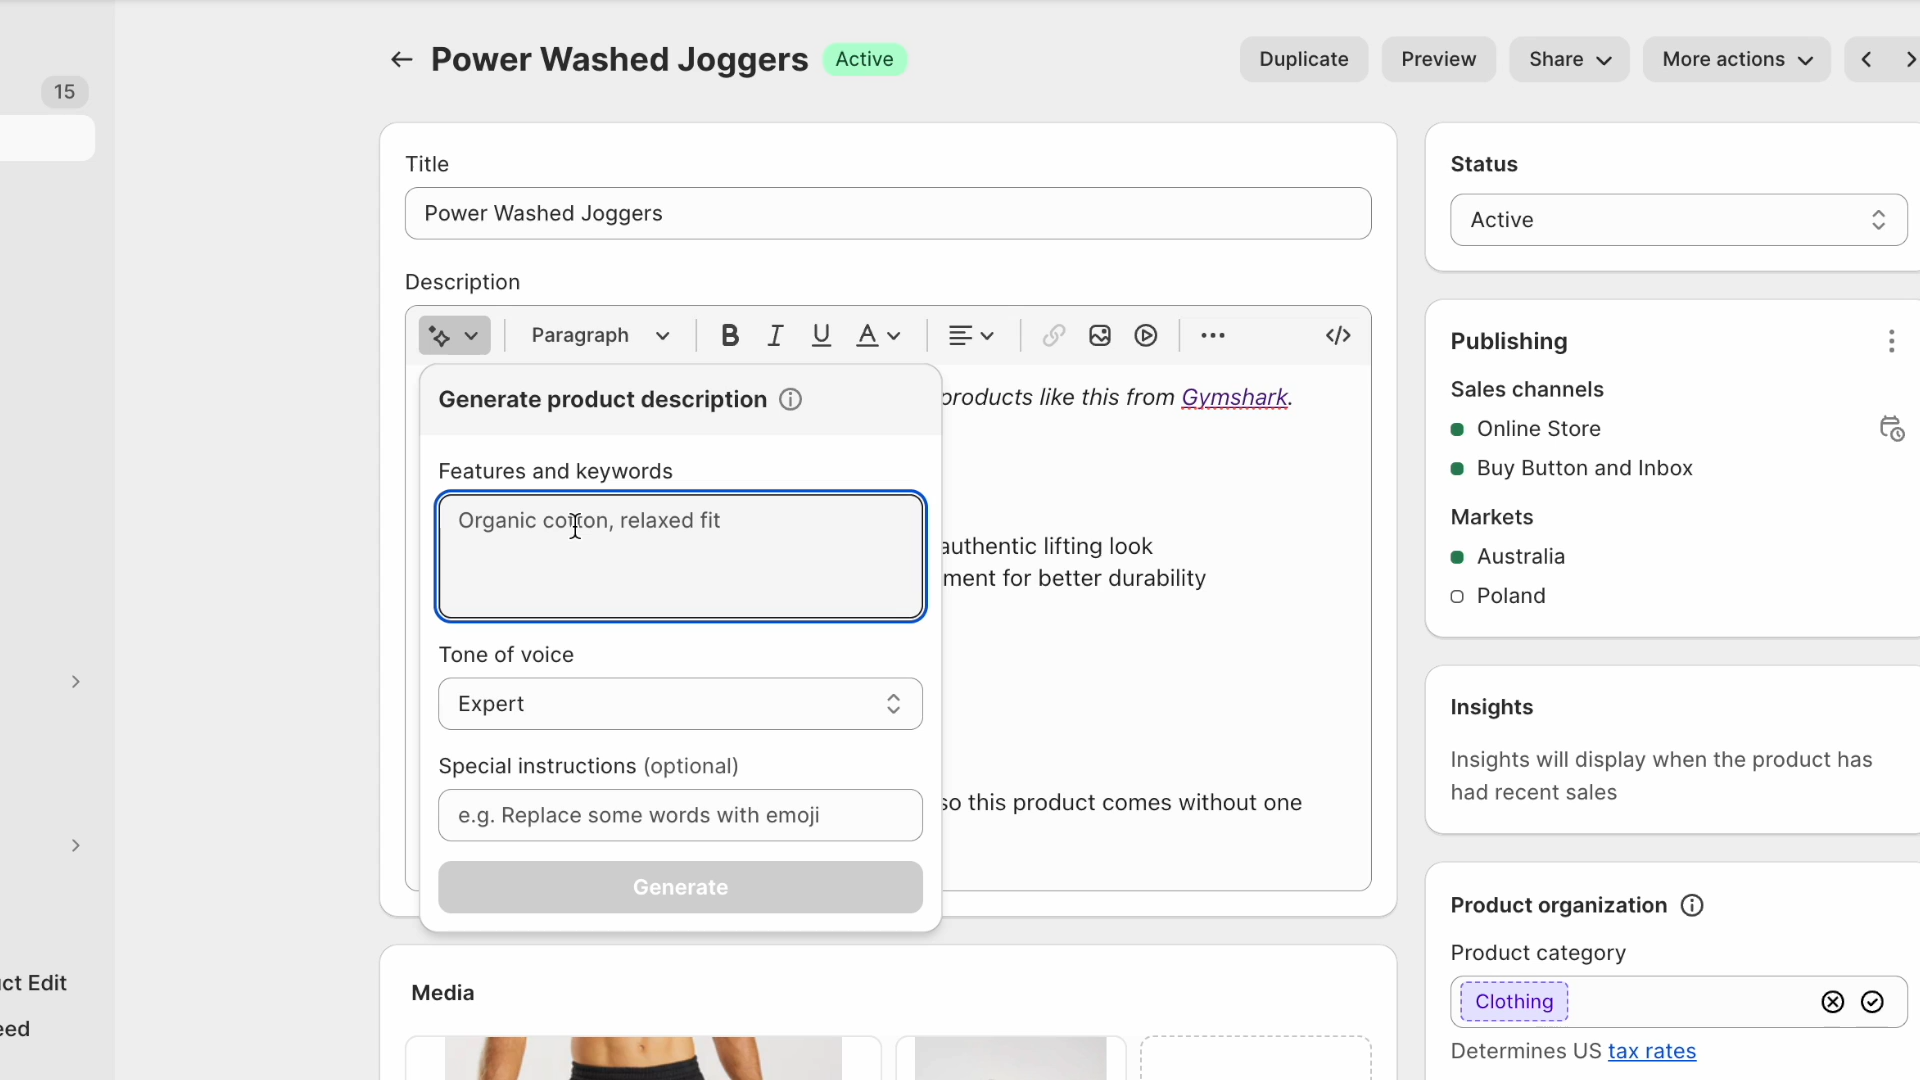 Power Washed Joggers
Active
Duplicate
Preview
Share
More actions
15
Title
Power Washed Joggers
Description
Paragraph
Generate product description
products like this from Gymshark.
Features and keywords
Organic cotton, relaxed fit
authentic lifting look
ment for better durability
Tone of voice
Expert
Special instructions (optional)
e.g. Replace some words with emoji
so this product comes without one
Generate
Media
Status
Active
Publishing
Sales channels
Online Store
Buy Button and Inbox
Markets
Australia
Poland
Insights
Insights will display when the product has
had recent sales
Product organization
Product category
Clothing
Determines US tax rates
ct Edit
eed